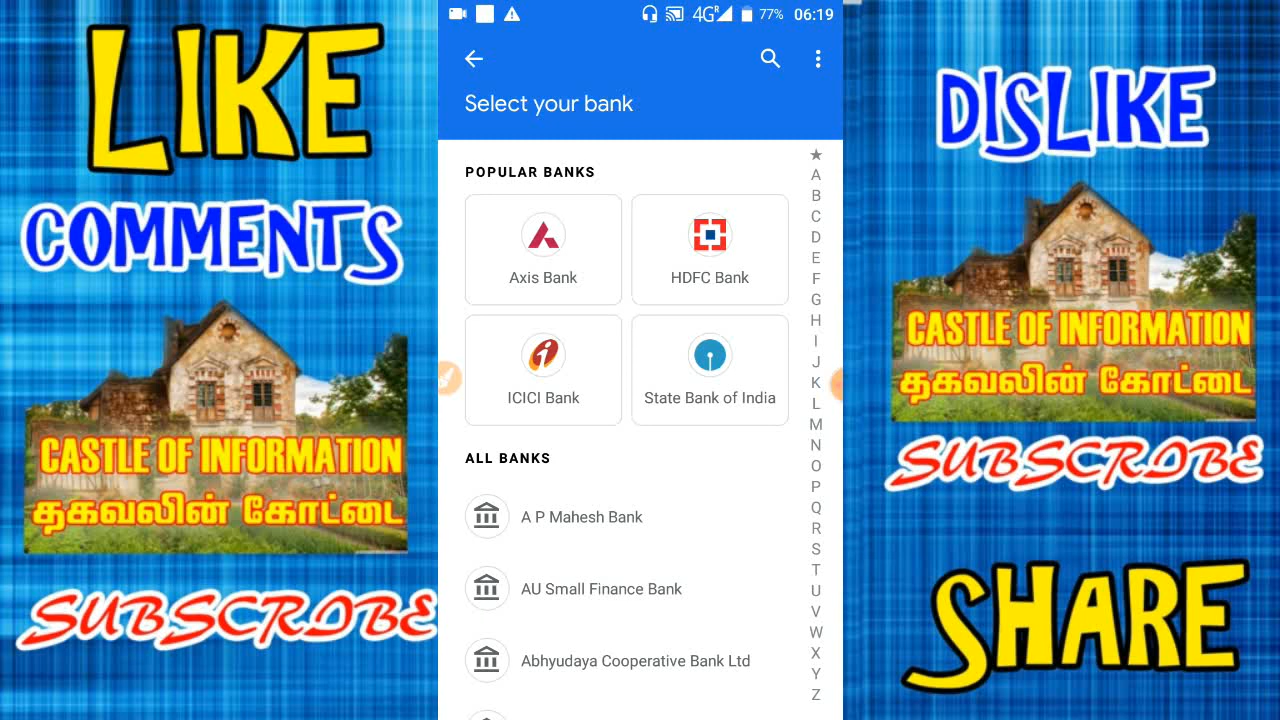 LIKE
COMMENTS
CASTLE OF INFORMATION
தகவலின் கோட்டை
SUBSCRIBE
4G R 77% 06:19
Select your bank
POPULAR BANKS
Axis Bank
HDFC Bank
ICICI Bank
State Bank of India
ALL BANKS
A P Mahesh Bank
AU Small Finance Bank
Abhyudaya Cooperative Bank Ltd
★
A
B
C
D
E
F
G
H
I
J
K
L
M
N
O
P
Q
R
S
T
U
V
W
X
Y
Z
DISLIKE
CASTLE OF INFORMATION
தகவலின் கோட்டை
SUBSCRIBE
SHARE